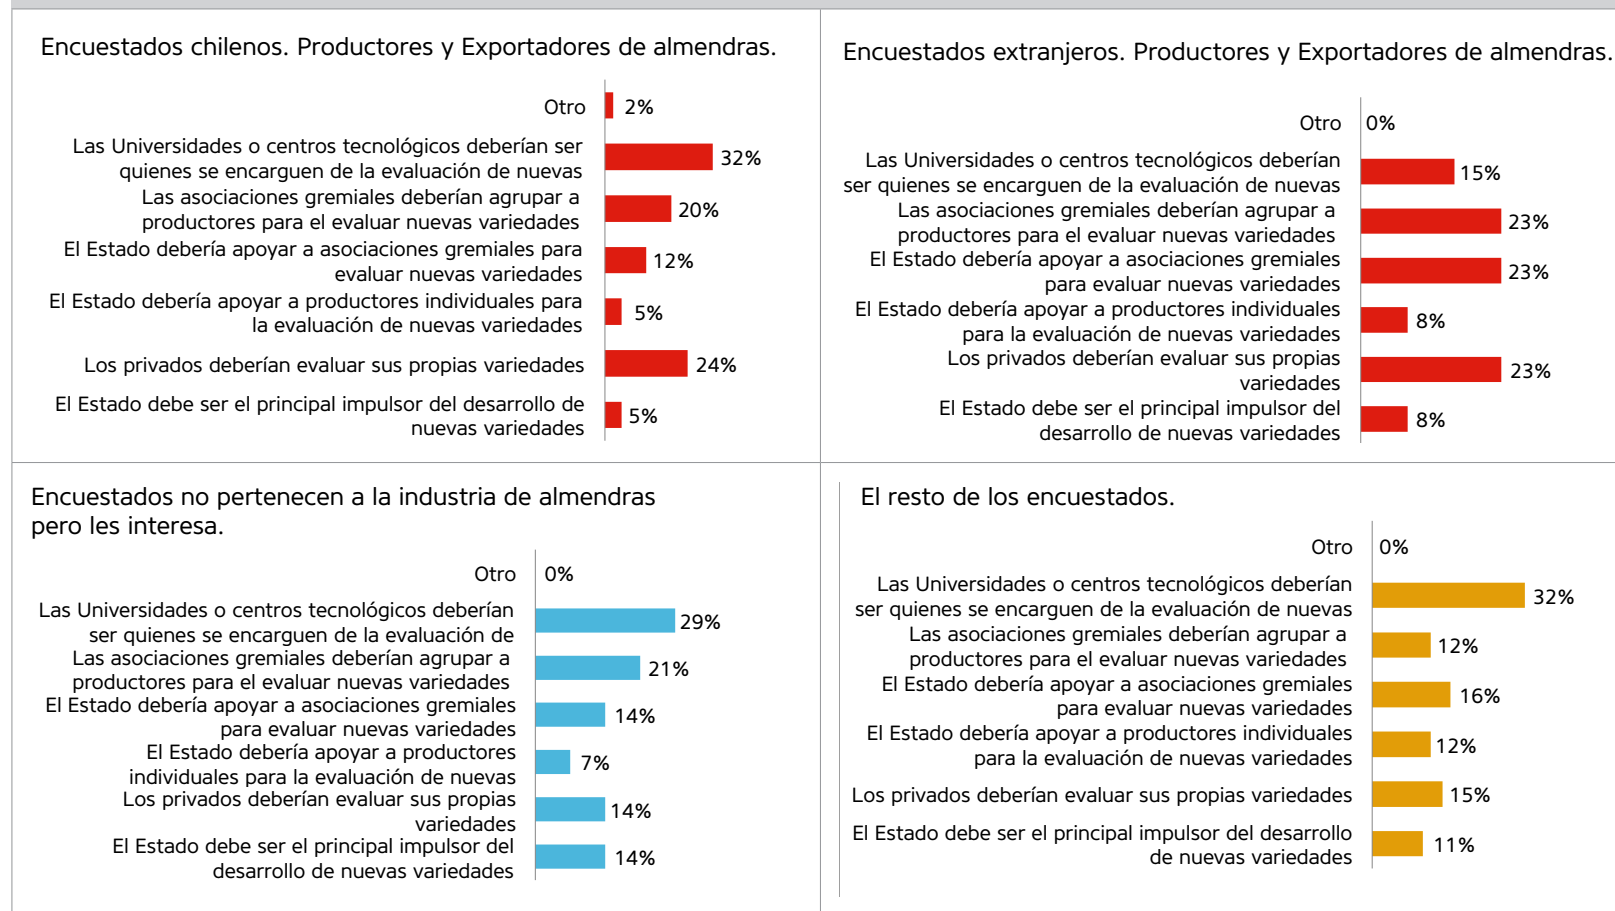 Encuestados chilenos. Productores y Exportadores de almendras.
Otro
2%
Las Universidades o centros tecnológicos deberían ser
quienes se encarguen de la evaluación de nuevas
32%
Las asociaciones gremiales deberían agrupar a
productores para el evaluar nuevas variedades
20%
El Estado debería apoyar a asociaciones gremiales para
evaluar nuevas variedades
12%
El Estado debería apoyar a productores individuales para
la evaluación de nuevas variedades
5%
Los privados deberían evaluar sus propias variedades
24%
El Estado debe ser el principal impulsor del desarrollo de
nuevas variedades
5%
Encuestados extranjeros. Productores y Exportadores de almendras.
Otro
0%
Las Universidades o centros tecnológicos deberían
ser quienes se encarguen de la evaluación de nuevas
15%
Las asociaciones gremiales deberían agrupar a
productores para el evaluar nuevas variedades
23%
El Estado debería apoyar a asociaciones gremiales
para evaluar nuevas variedades
23%
El Estado debería apoyar a productores individuales
para la evaluación de nuevas variedades
8%
Los privados deberían evaluar sus propias
variedades
23%
El Estado debe ser el principal impulsor del
desarrollo de nuevas variedades
8%
Encuestados no pertenecen a la industria de almendras
pero les interesa.
Otro
0%
Las Universidades o centros tecnológicos deberían
ser quienes se encarguen de la evaluación de
29%
Las asociaciones gremiales deberían agrupar a
productores para el evaluar nuevas variedades
21%
El Estado debería apoyar a asociaciones gremiales
para evaluar nuevas variedades
14%
El Estado debería apoyar a productores
individuales para la evaluación de nuevas
7%
Los privados deberían evaluar sus propias
variedades
14%
El Estado debe ser el principal impulsor del
desarrollo de nuevas variedades
14%
El resto de los encuestados.
Otro
0%
Las Universidades o centros tecnológicos deberían
ser quienes se encarguen de la evaluación de nuevas
32%
Las asociaciones gremiales deberían agrupar a
productores para el evaluar nuevas variedades
12%
El Estado debería apoyar a asociaciones gremiales
para evaluar nuevas variedades
16%
El Estado debería apoyar a productores individuales
para la evaluación de nuevas variedades
12%
Los privados deberían evaluar sus propias variedades
15%
El Estado debe ser el principal impulsor del desarrollo
de nuevas variedades
11%